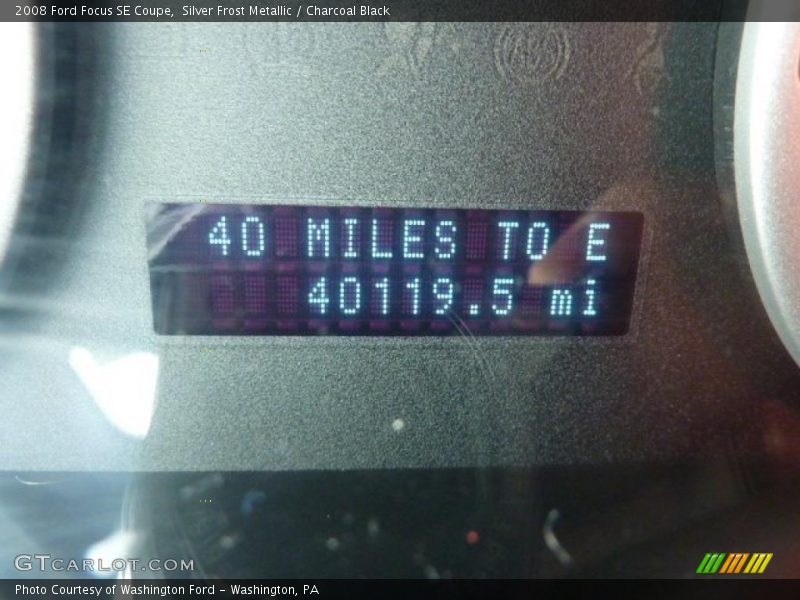 2008 Ford Focus SE Coupe,  Silver Frost Metallic / Charcoal Black
40 MILES TO E
40119.5 mi
GTCARLOT.COM
Photo Courtesy of Washington Ford – Washington, PA